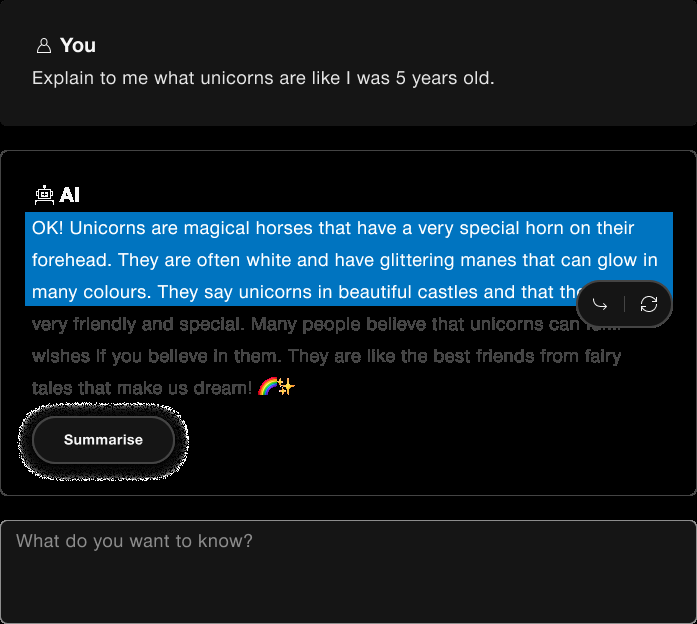 You
Explain to me what unicorns are like I was 5 years old.
AI
OK! Unicorns are magical horses that have a very special horn on their
forehead. They are often white and have glittering manes that can glow in
many colours. They say unicorns in beautiful castles and that
very friendly and special. Many people believe that unicorns can
wishes if you believe in them. They are like the best friends from fairy
tales that make us dream! 🌈✨
Summarise
What do you want to know?